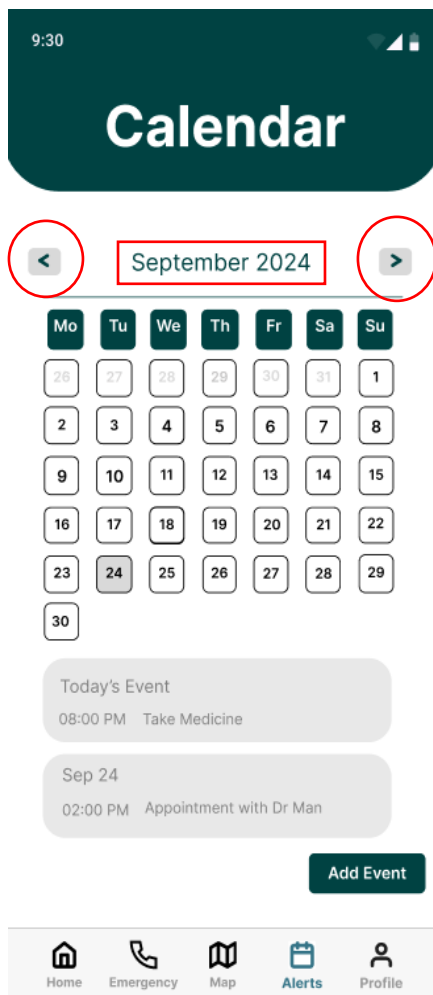 9:30
Calendar
< September 2024 >
Mo Tu We Th Fr Sa Su
26 27 28 29 30 31 1
2 3 4 5 6 7 8
9 10 11 12 13 14 15
16 17 18 19 20 21 22
23 24 25 26 27 28 29
30
Today's Event
08:00 PM Take Medicine
Sep 24
02:00 PM Appointment with Dr Man
Add Event
Home Emergency Map Alerts Profile